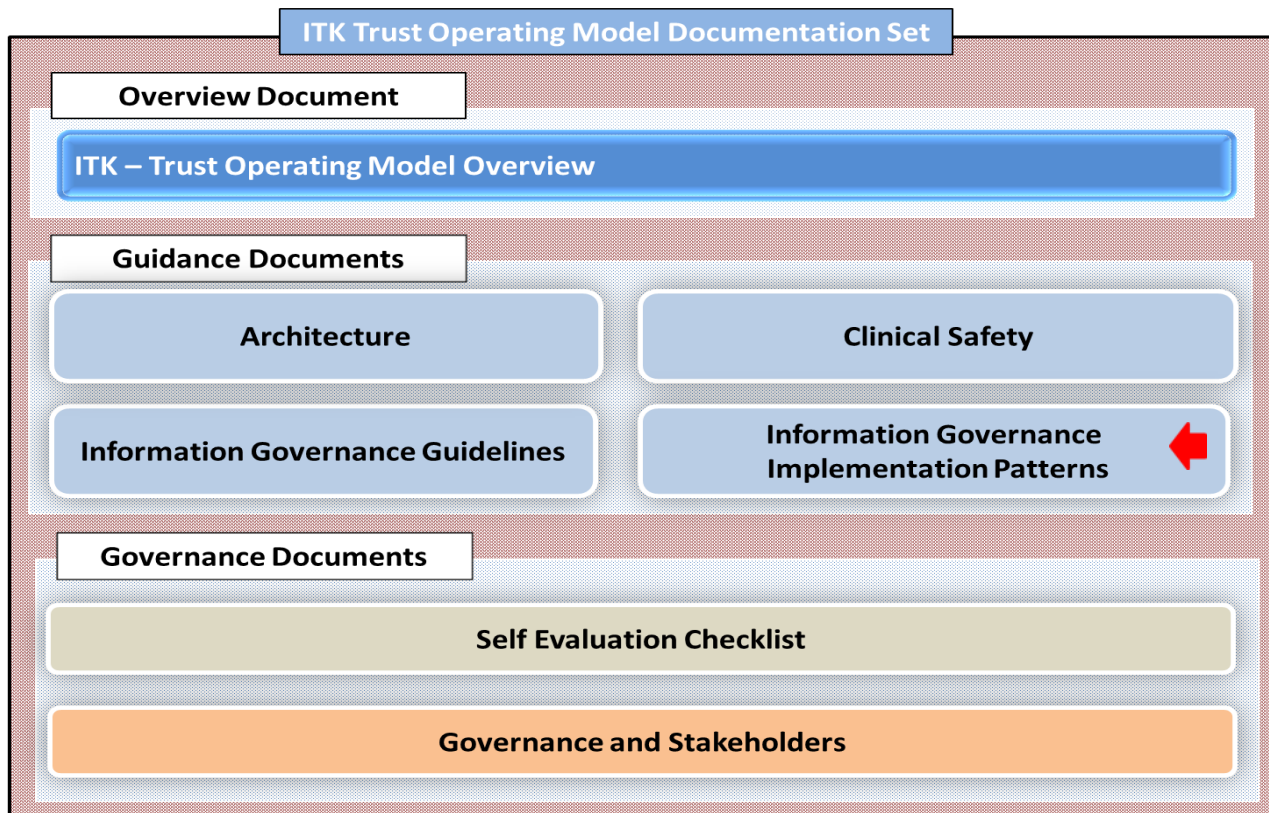 ITK Trust Operating Model Documentation Set
Overview Document
ITK – Trust Operating Model Overview
Guidance Documents
Architecture
Clinical Safety
Information Governance Guidelines
Information Governance
Implementation Patterns
Governance Documents
Self Evaluation Checklist
Governance and Stakeholders